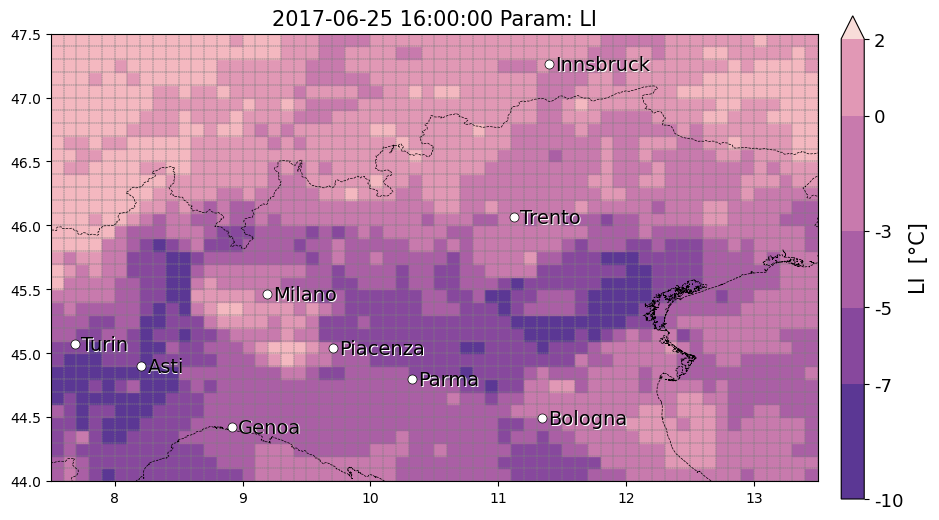 2017-06-25 16:00:00 Param: LI
47.5
47.0
46.5
46.0
45.5
45.0
44.5
44.0
8
9
10
11
12
13
Innsbruck
Trento
Milano
Turin
Piacenza
Asti
Parma
Bologna
Genoa
2
0
-3
-5
-7
-10
LI [°C]